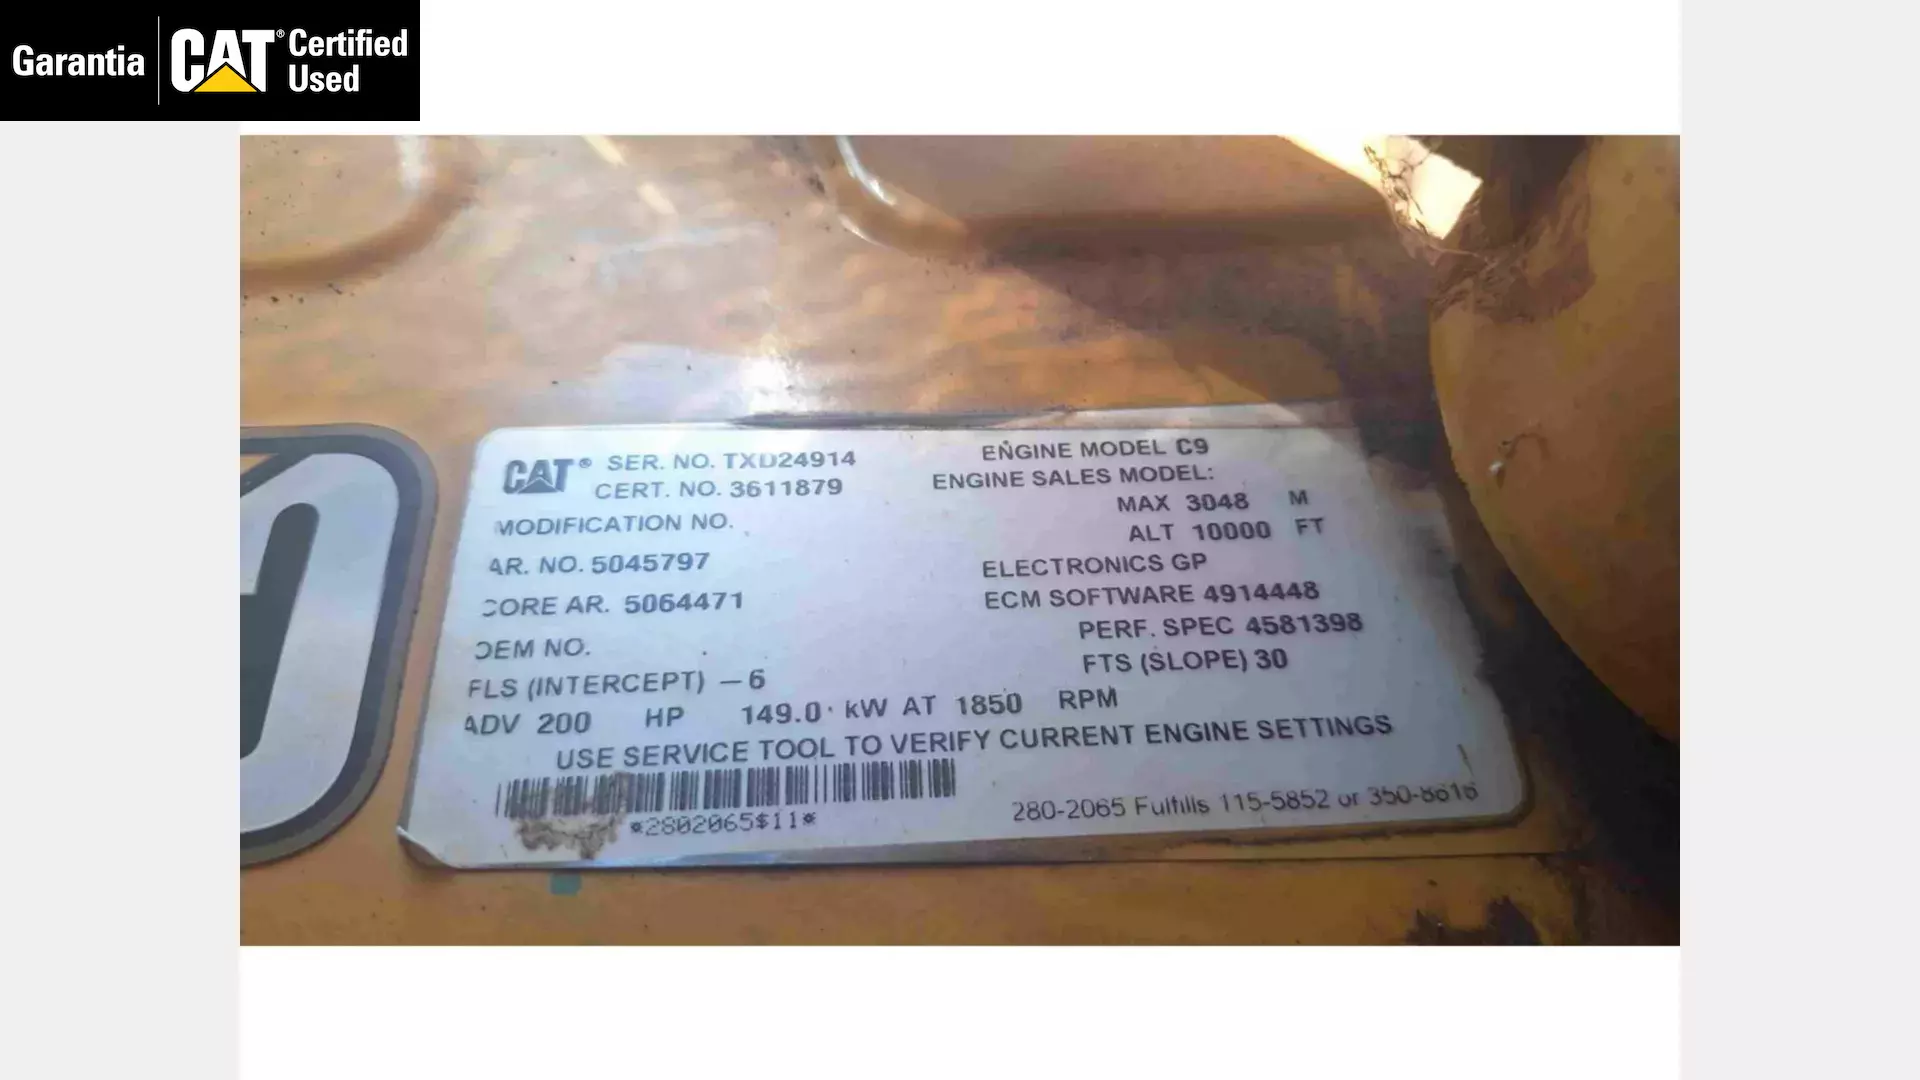 Garantia
CAT® Certified
Used
CAT® SER. NO. TXD24914
CERT. NO. 3611879
MODIFICATION NO.
AR. NO. 5045797
CORE AR. 5064471
OEM NO.
FLS (INTERCEPT) –6
ENGINE MODEL C9
ENGINE SALES MODEL:
MAX 3048 M
ALT 10000 FT
ELECTRONICS GP
ECM SOFTWARE 4914448
PERF. SPEC 4581398
FTS (SLOPE) 30
ADV 200 HP 149.0 kW AT 1850 RPM
USE SERVICE TOOL TO VERIFY CURRENT ENGINE SETTINGS
*2802065$11*
280-2065 Fulfills 115-5852 or 350-8618